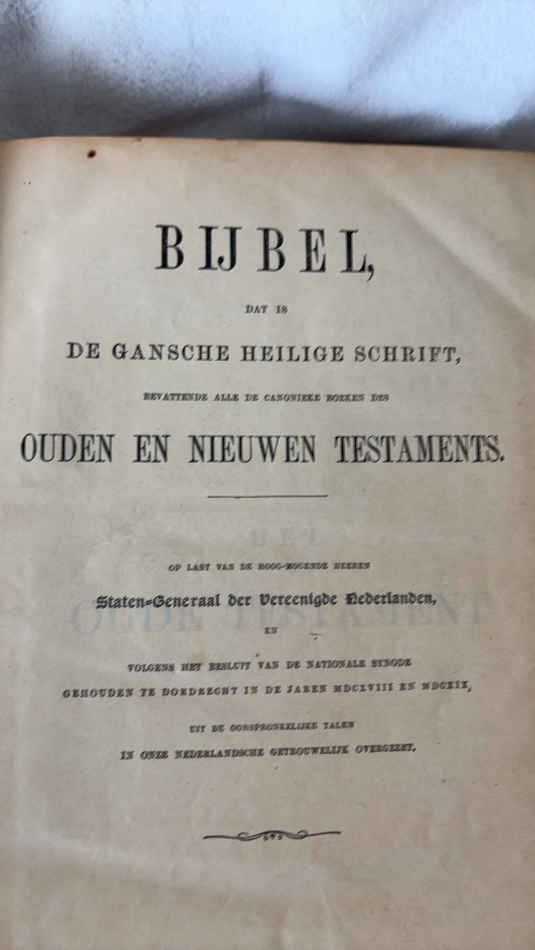 BIJBEL,
DAT IS
DE GANSCHE HEILIGE SCHRIFT,
BEVATTENDE ALLE DE CANONIEKE BOEKEN DES
OUDEN EN NIEUWEN TESTAMENTS.
OP LAST VAN DE HOOG-MOGENDE HEEREN
Staten-Generaal der Vereenigde Nederlanden,
EN
VOLGENS HET BESLUIT VAN DE NATIONALE SYNODE
GEHOUDEN TE DORDRECHT IN DE JAREN MDCXVIII EN MDCXIX,
UIT DE OORSPRONKELIJKE TALEN
IN ONZE NEDERLANDSCHE GETROUWELIJK OVERGEZET.